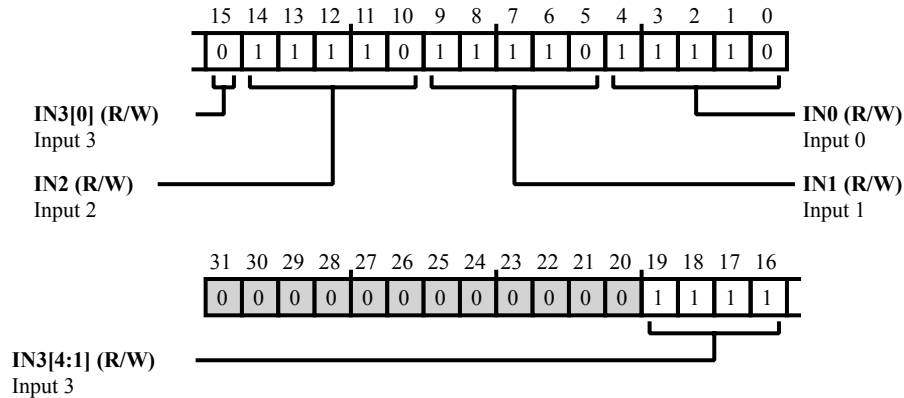 15 14 13 12 11 10 9 8 7 6 5 4 3 2 1 0
0 1 1 1 1 0 1 1 1 1 0 1 1 1 1 0
IN3[0] (R/W)
Input 3
IN0 (R/W)
Input 0
IN2 (R/W)
Input 2
IN1 (R/W)
Input 1
31 30 29 28 27 26 25 24 23 22 21 20 19 18 17 16
0 0 0 0 0 0 0 0 0 0 0 0 1 1 1 1
IN3[4:1] (R/W)
Input 3